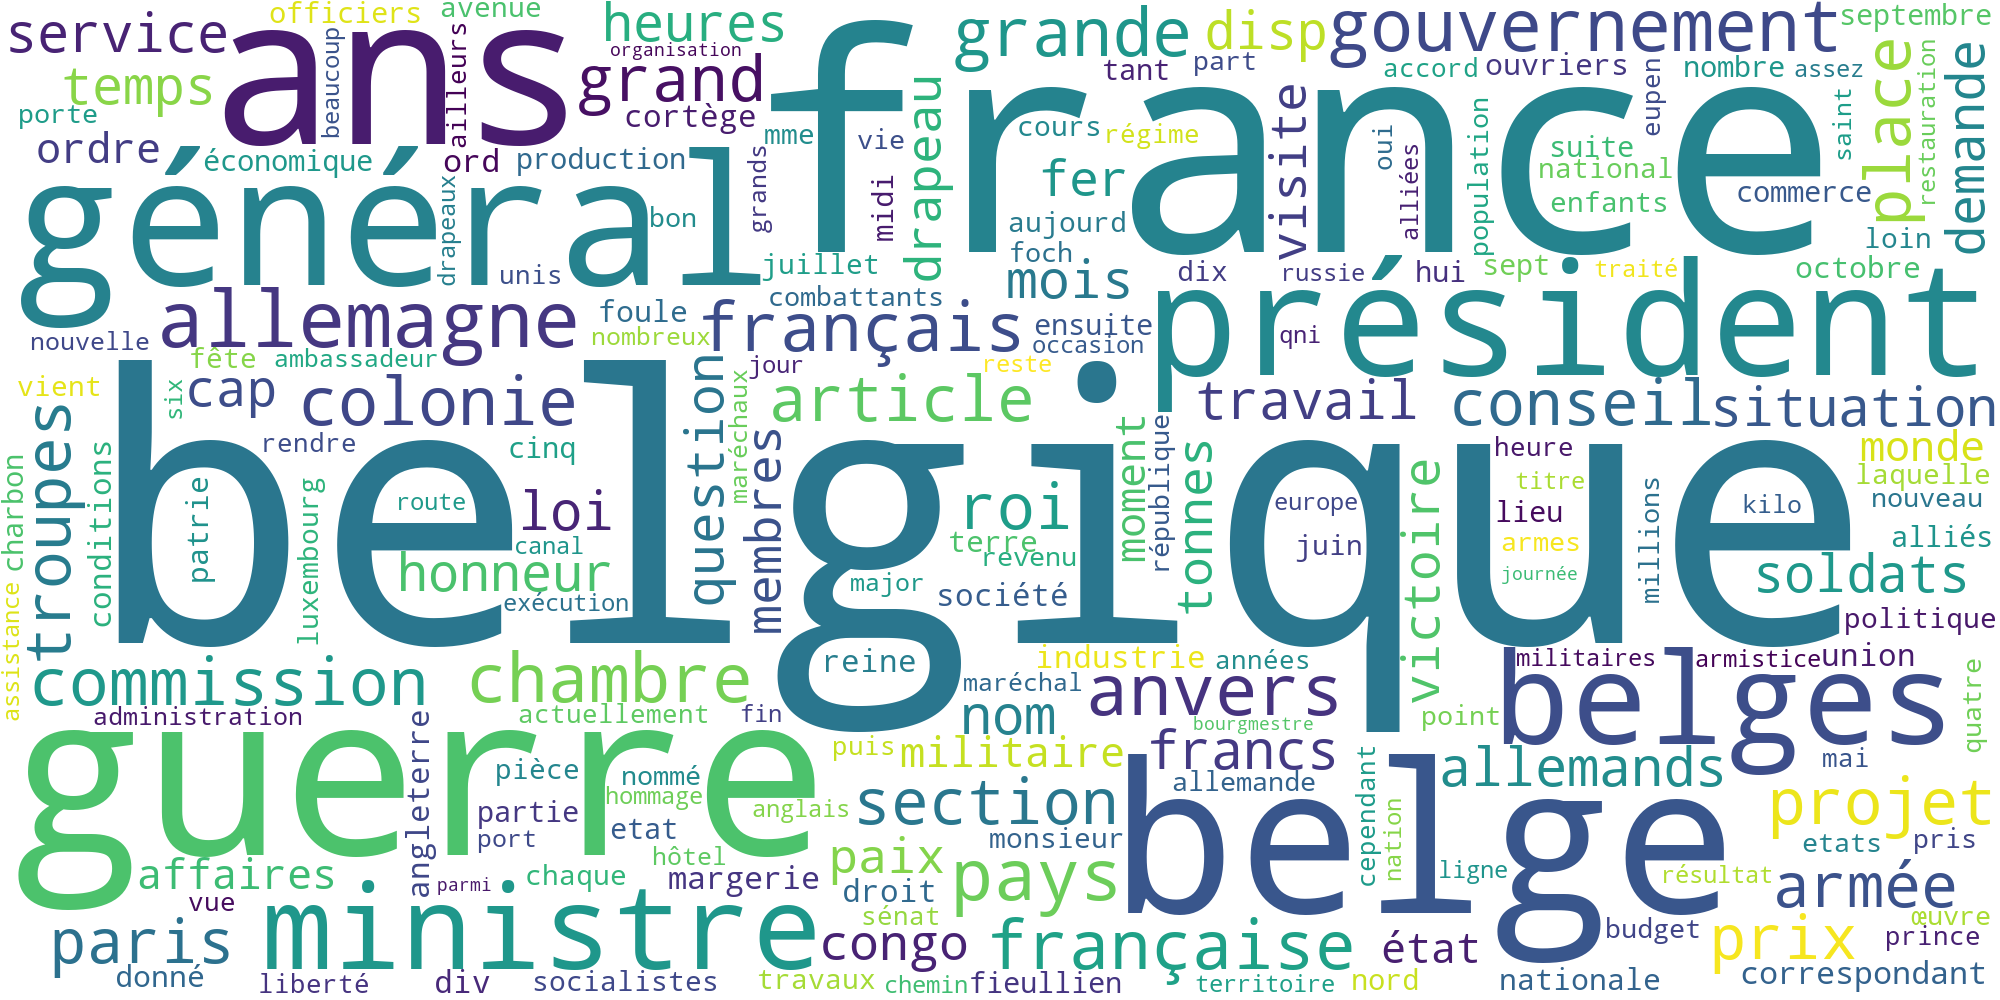 service
ans
officiers
avenue
heures
organisation
grande
disp
gouvernement
septembre
temps
beaucoup
ailleurs
grand
france
tant
part
accord
ouvriers
nombre
assez
place
restauration
demande
porte
cortège
mme
vie
drapeau
cours
régime
visite
oui
eupen
saint
ordre
économique
ord
production
grands
fer
alliées
population
suite
national
enfants
commerce
général
drapeaux
bon
midi
aujourd
foch
loin
unis
juillet
mois
dix
russie
hui
sept
traité
octobre
allemagne
foule
combattants
français
ensuite
président
nouvelle
nombreux
occasion
qni
fête
ambassadeur
jour
reste
vient
six
cap
colonie
question
maréchaux
article
travail
conseil
situation
belgique
troupes
rendre
cinq
membres
moment
république
tonnes
heure
monde
charbon
conditions
patrie
luxembourg
route
loi
roi
europe
victoire
titre
laquelle
lieu
millions
kilo
nouveau
canal
terre
juin
armes
alliés
honneur
major
revenu
journée
soldats
assistance
exécution
société
politique
commission
chambre
reine
industrie
années
militaires
armistice
union
quatre
administration
actuellement
fin
maréchal
anvers
belges
nom
bourgmestre
point
guerre
angleterre
pièce
nommé
puis
militaire
francs
mai
hommage
allemande
cependant
allemands
partie
anglais
section
belge
nation
projet
port
etat
monsieur
etats
pris
affaires
hôtel
paix
pays
ligne
résultat
armée
parmi
chaque
margerie
droit
vue
ministre
sénat
œuvre
paris
congo
française
état
budget
prix
prince
donné
liberté
div
socialistes
travaux
chemin
fieullien
territoire
nord
nationale
correspondant